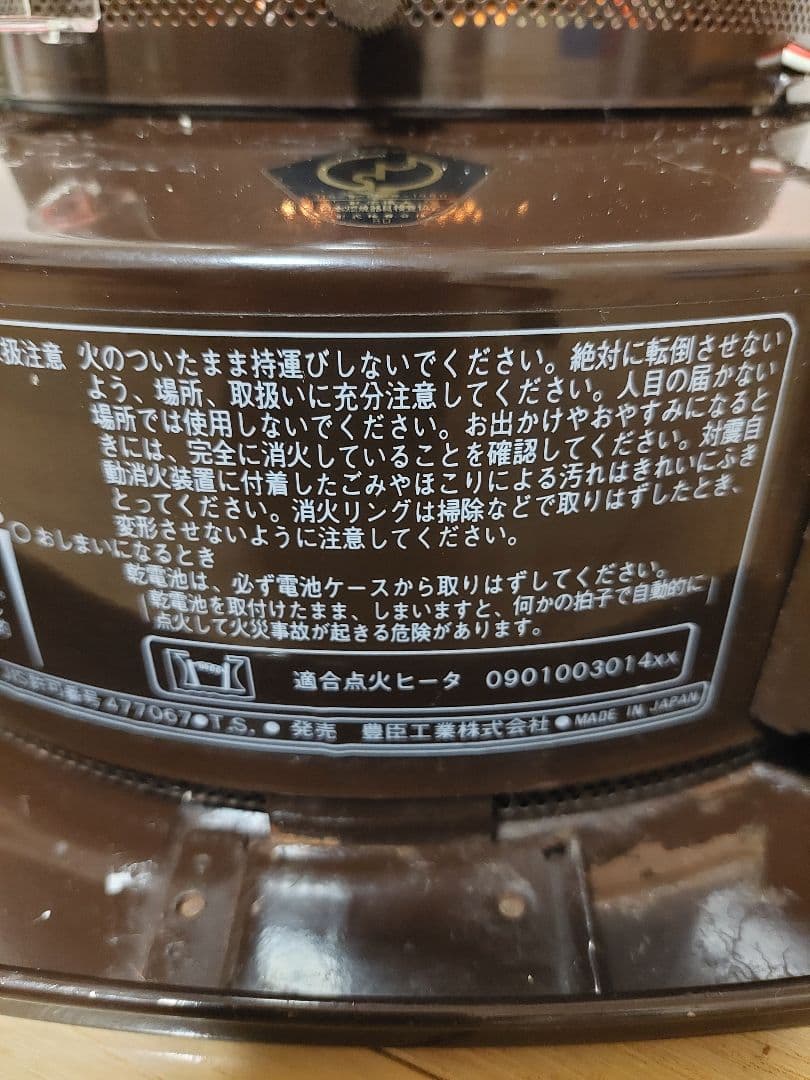 扱注意 火のついたまま持運びしないでください。絶対に転倒させない
よう、場所、取扱いに充分注意してください。人目の届かない
場所では使用しないでください。お出かけやおやすみになると
きには、完全に消火していることを確認してください。対震自
動消火装置に付着したごみやほこりによる汚れはきれいにふき
とってください。消火リングは掃除などで取りはずしたとき、
変形させないように注意してください。
○おしまいになるとき
乾電池は、必ず電池ケースから取りはずしてください。
乾電池を取付けたまま、しまいますと、何かの拍子で自動的に
点火して火災事故が起きる危険があります。
適合点火ヒータ 0901003014xx
許可番号 477067●T.S.● 発売 豊臣工業株式会社●MADE IN JAPAN